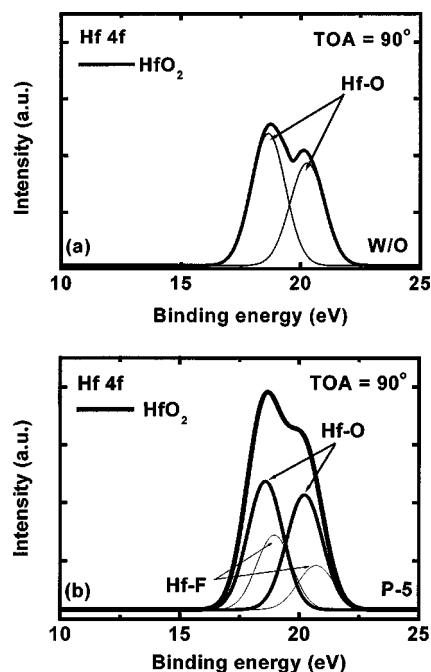 Hf 4f
TOA = 90°
HfO₂
Hf-O
Intensity (a.u.)
(a)
W/O
10 15 20 25
Binding energy (eV)
Hf 4f
TOA = 90°
HfO₂
Hf-O
Intensity (a.u.)
Hf-F
(b)
P-5
10 15 20 25
Binding energy (eV)